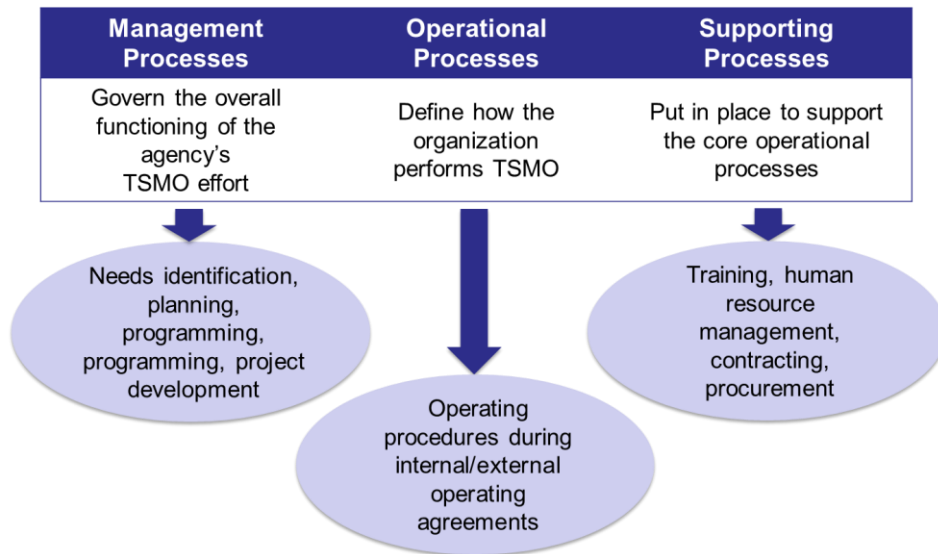 Management
Processes
Operational
Processes
Supporting
Processes
Govern the overall
functioning of the
agency’s
TSMO effort
Define how the
organization
performs TSMO
Put in place to support
the core operational
processes
Needs identification,
planning,
programming,
programming, project
development
Operating
procedures during
internal/external
operating
agreements
Training, human
resource
management,
contracting,
procurement